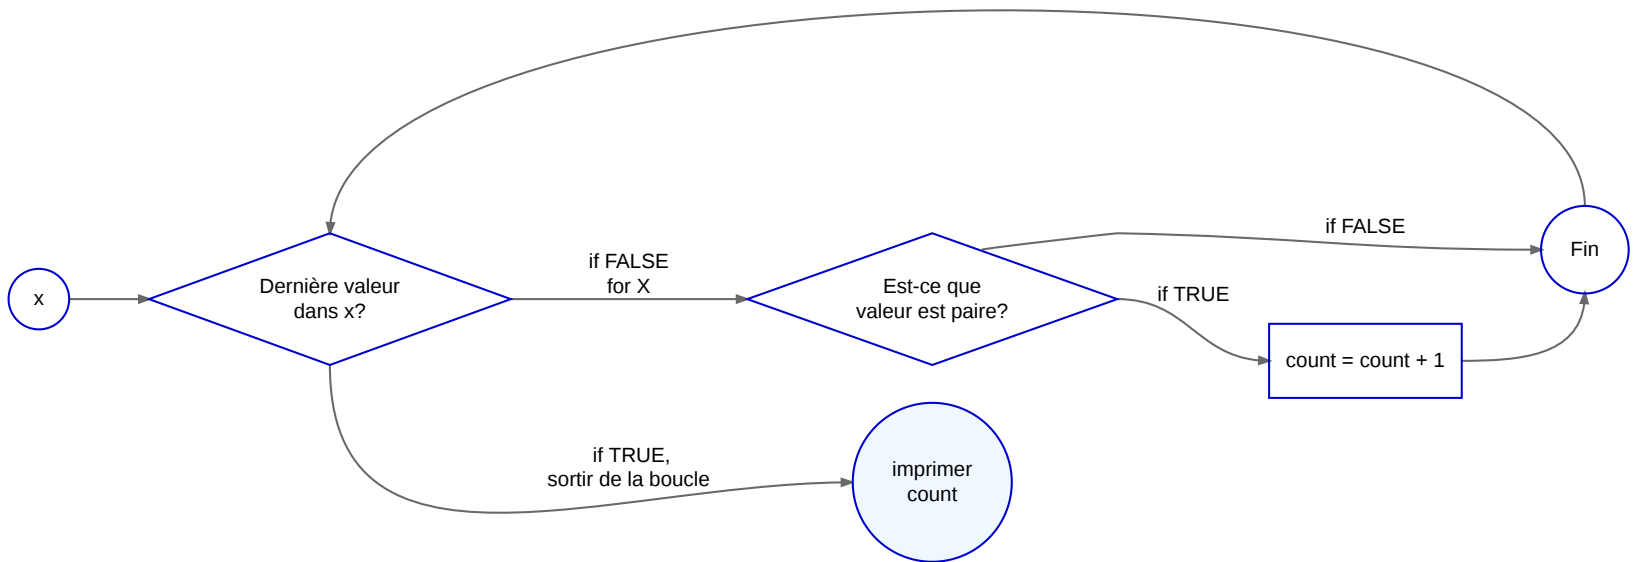 x
Dernière valeur
dans x?
if FALSE
for X
Est-ce que
valeur est paire?
if FALSE
if TRUE
count = count + 1
Fin
if TRUE,
sortir de la boucle
imprimer
count